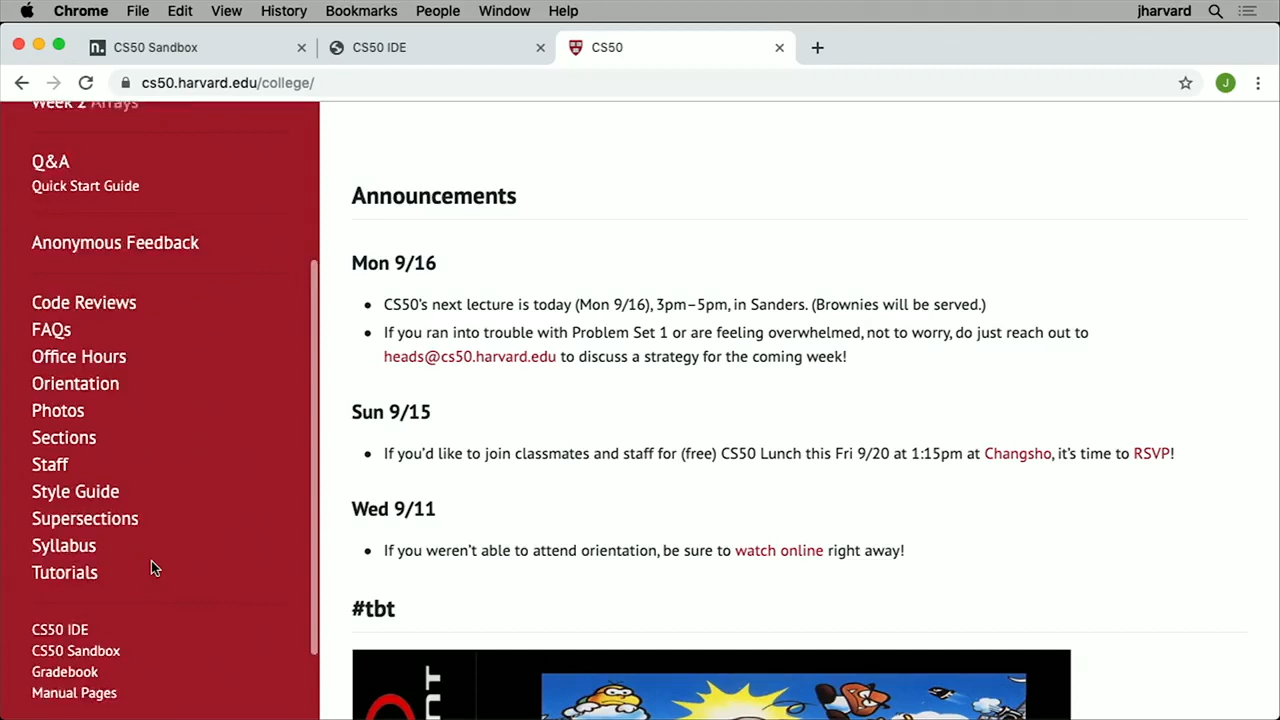 Chrome File Edit View History Bookmarks People Window Help jharvard
CS50 Sandbox CS50 IDE CS50
cs50.harvard.edu/college/ J
Week 2 Arrays
Q&A
Quick Start Guide
Anonymous Feedback
Code Reviews
FAQs
Office Hours
Orientation
Photos
Sections
Staff
Style Guide
Supersections
Syllabus
Tutorials
CS50 IDE
CS50 Sandbox
Gradebook
Manual Pages
Announcements
Mon 9/16
• CS50's next lecture is today (Mon 9/16), 3pm–5pm, in Sanders. (Brownies will be served.)
• If you ran into trouble with Problem Set 1 or are feeling overwhelmed, not to worry, do just reach out to
heads@cs50.harvard.edu to discuss a strategy for the coming week!
Sun 9/15
• If you'd like to join classmates and staff for (free) CS50 Lunch this Fri 9/20 at 1:15pm at Changsho, it's time to RSVP!
Wed 9/11
• If you weren't able to attend orientation, be sure to watch online right away!
#tbt